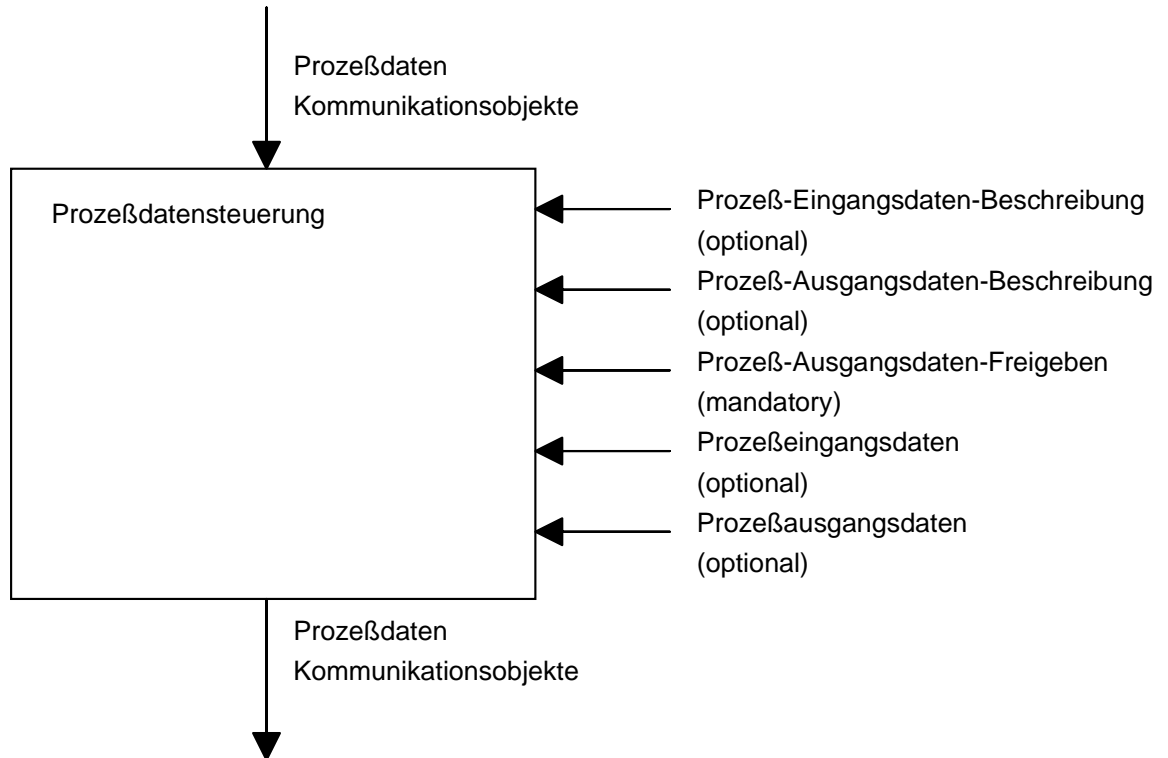 Prozeßdaten
Kommunikationsobjekte
Prozeßdatensteuerung
Prozeß-Eingangsdaten-Beschreibung
(optional)
Prozeß-Ausgangsdaten-Beschreibung
(optional)
Prozeß-Ausgangsdaten-Freigeben
(mandatory)
Prozeßeingangsdaten
(optional)
Prozeßausgangsdaten
(optional)
Prozeßdaten
Kommunikationsobjekte